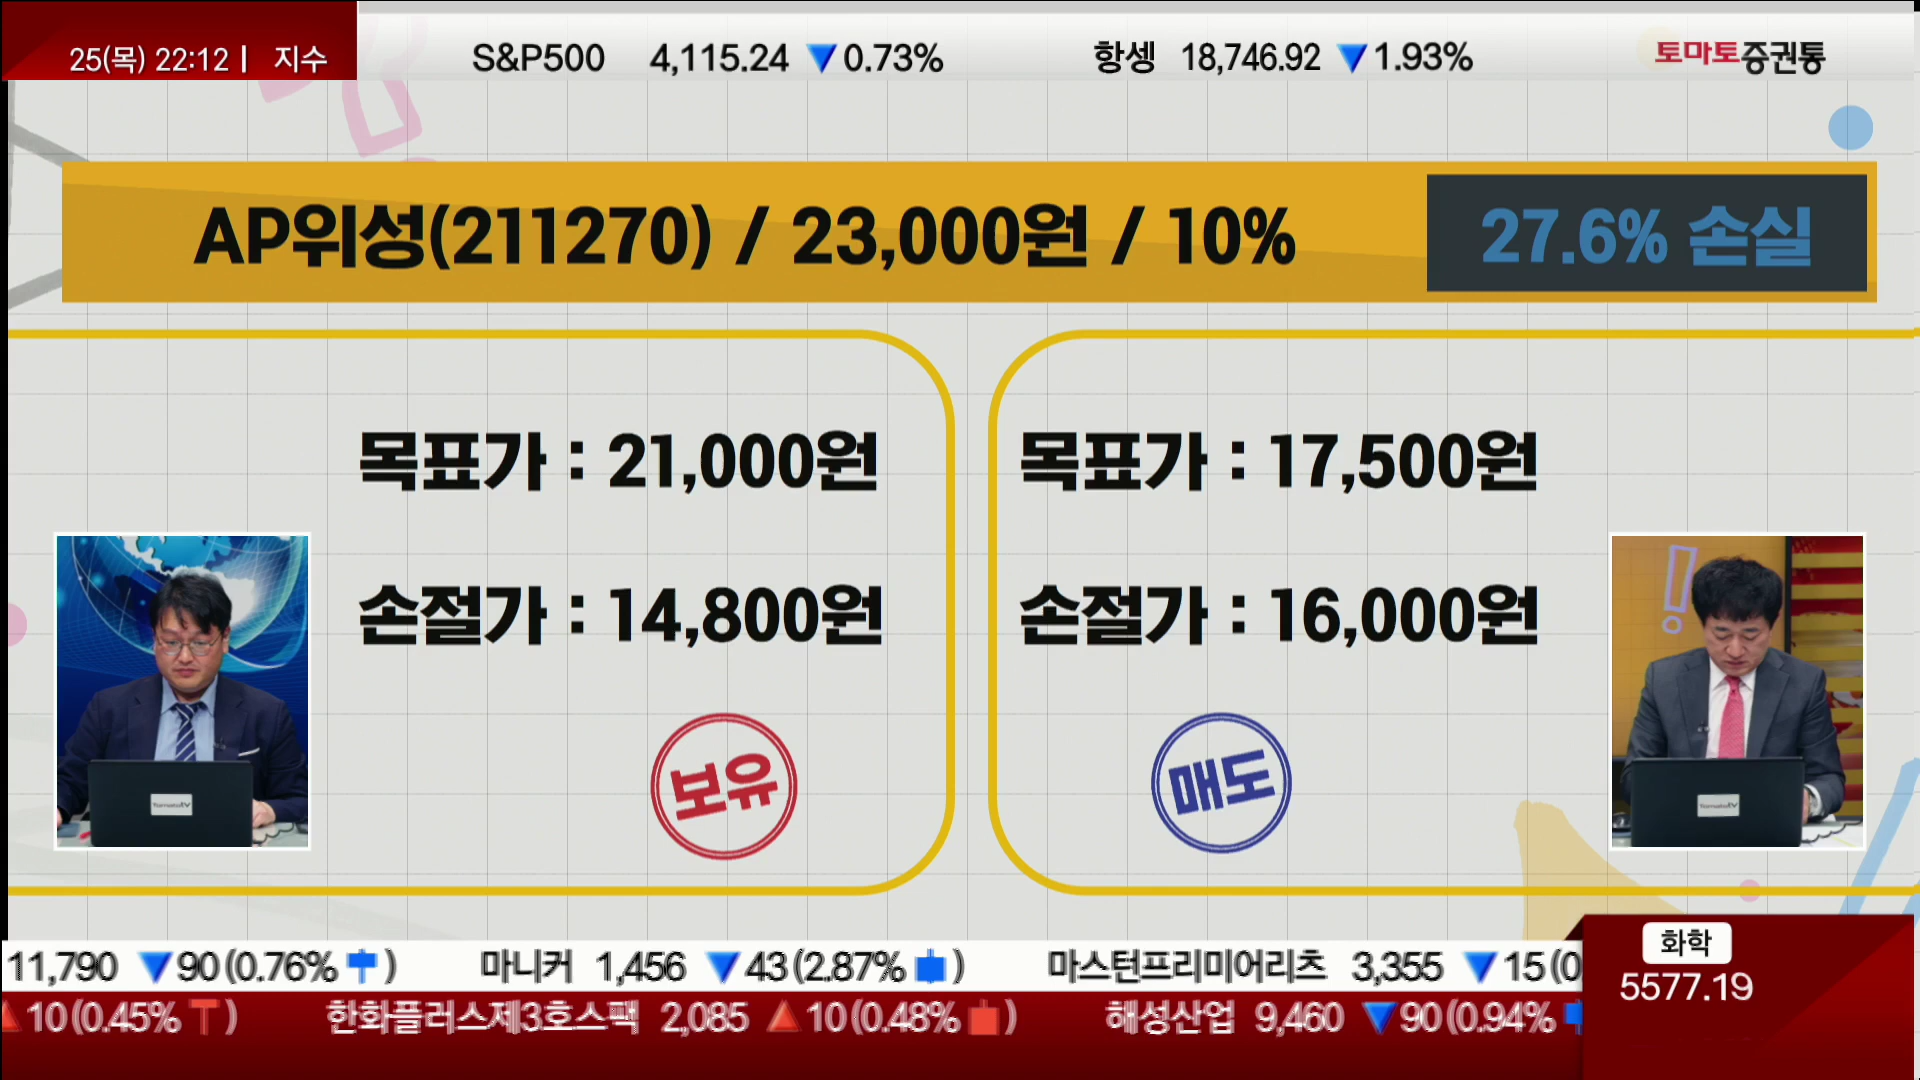 25(목) 22:12 | 지수
S&P500 4,115.24 ▼0.73%
항셍 18,746.92 ▼1.93%
토마토증권통
AP위성(211270) / 23,000원 / 10%
27.6% 손실
목표가 : 21,000원
손절가 : 14,800원
보유
목표가 : 17,500원
손절가 : 16,000원
매도
TomatoTV
TomatoTV
11,790 ▼90(0.76%) 마니커 1,456 ▼43(2.87%) 마스턴프리미어리츠 3,355 ▼15(0
▲10(0.45%) 한화플러스제3호스팩 2,085 ▲10(0.48%) 해성산업 9,460 ▼90(0.94%
화학
5577.19